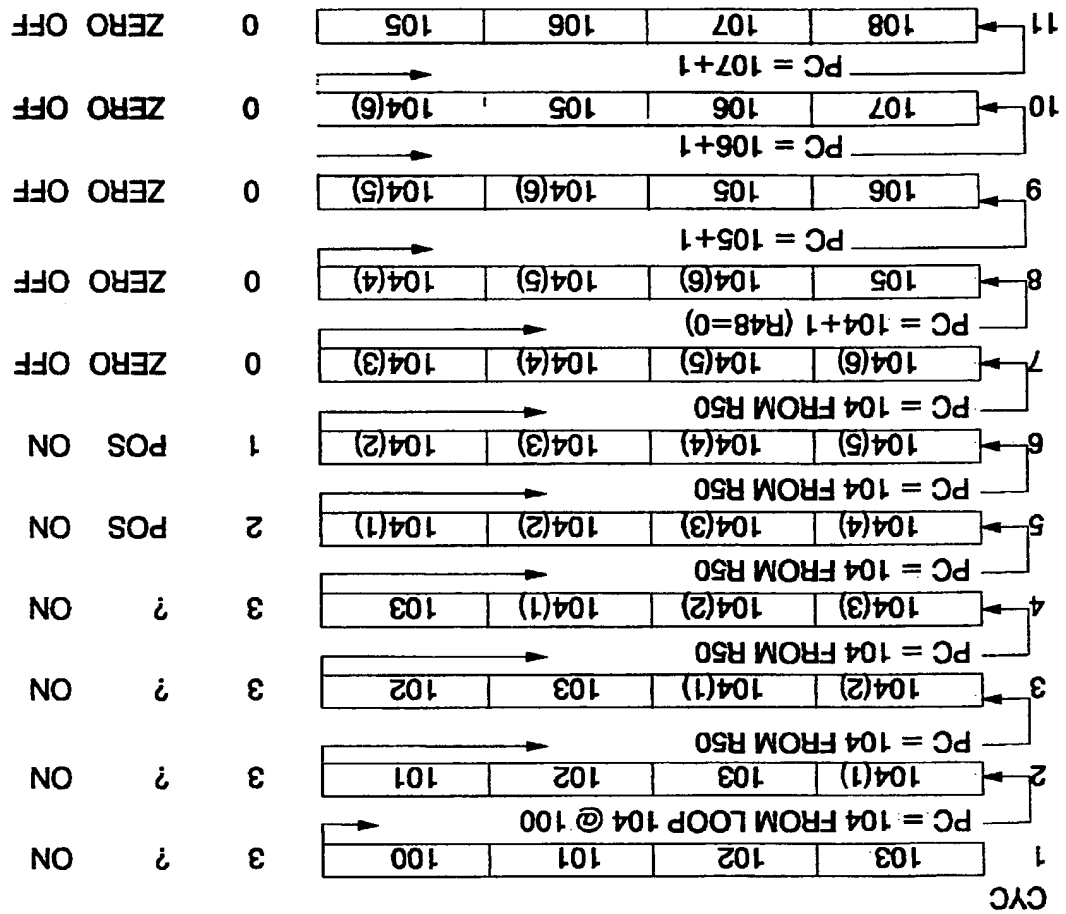 CYC
1 103 102 101 100 3 ? ON
PC = 104 FROM LOOP 104 @ 100
2 104(1) 103 102 101 3 ? ON
PC = 104 FROM R50
3 104(2) 104(1) 103 102 3 ? ON
PC = 104 FROM R50
4 104(3) 104(2) 104(1) 103 3 ? ON
PC = 104 FROM R50
5 104(4) 104(3) 104(2) 104(1) 2 POS ON
PC = 104 FROM R50
6 104(5) 104(4) 104(3) 104(2) 1 POS ON
PC = 104 FROM R50
7 104(6) 104(5) 104(4) 104(3) 0 ZERO OFF
PC = 104+1 (R48=0)
8 105 104(6) 104(5) 104(4) 0 ZERO OFF
PC = 105+1
9 106 105 104(6) 104(5) 0 ZERO OFF
PC = 106+1
10 107 106 105 104(6) 0 ZERO OFF
PC = 107+1
11 108 107 106 105 0 ZERO OFF